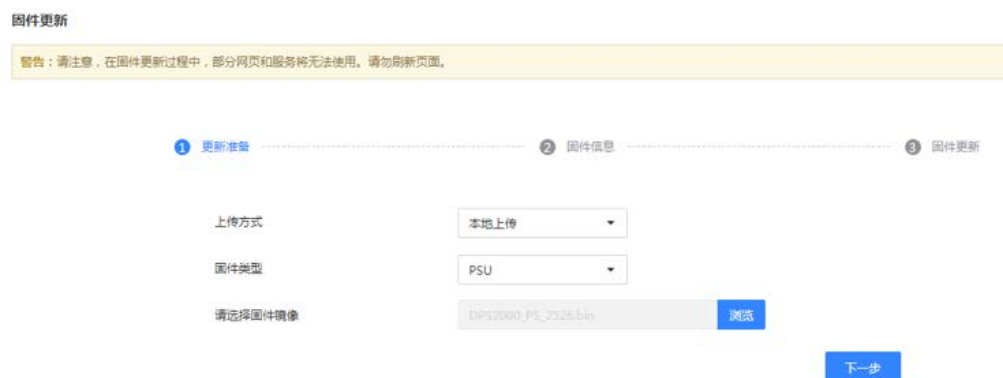 固件更新
警告：请注意，在固件更新过程中，部分网页和服务将无法使用。请勿刷新页面。
1 更新准备 2 固件信息 3 固件更新
上传方式 本地上传
固件类型 PSU
请选择固件镜像 DPS2000_PS_2526.bin 浏览
下一步